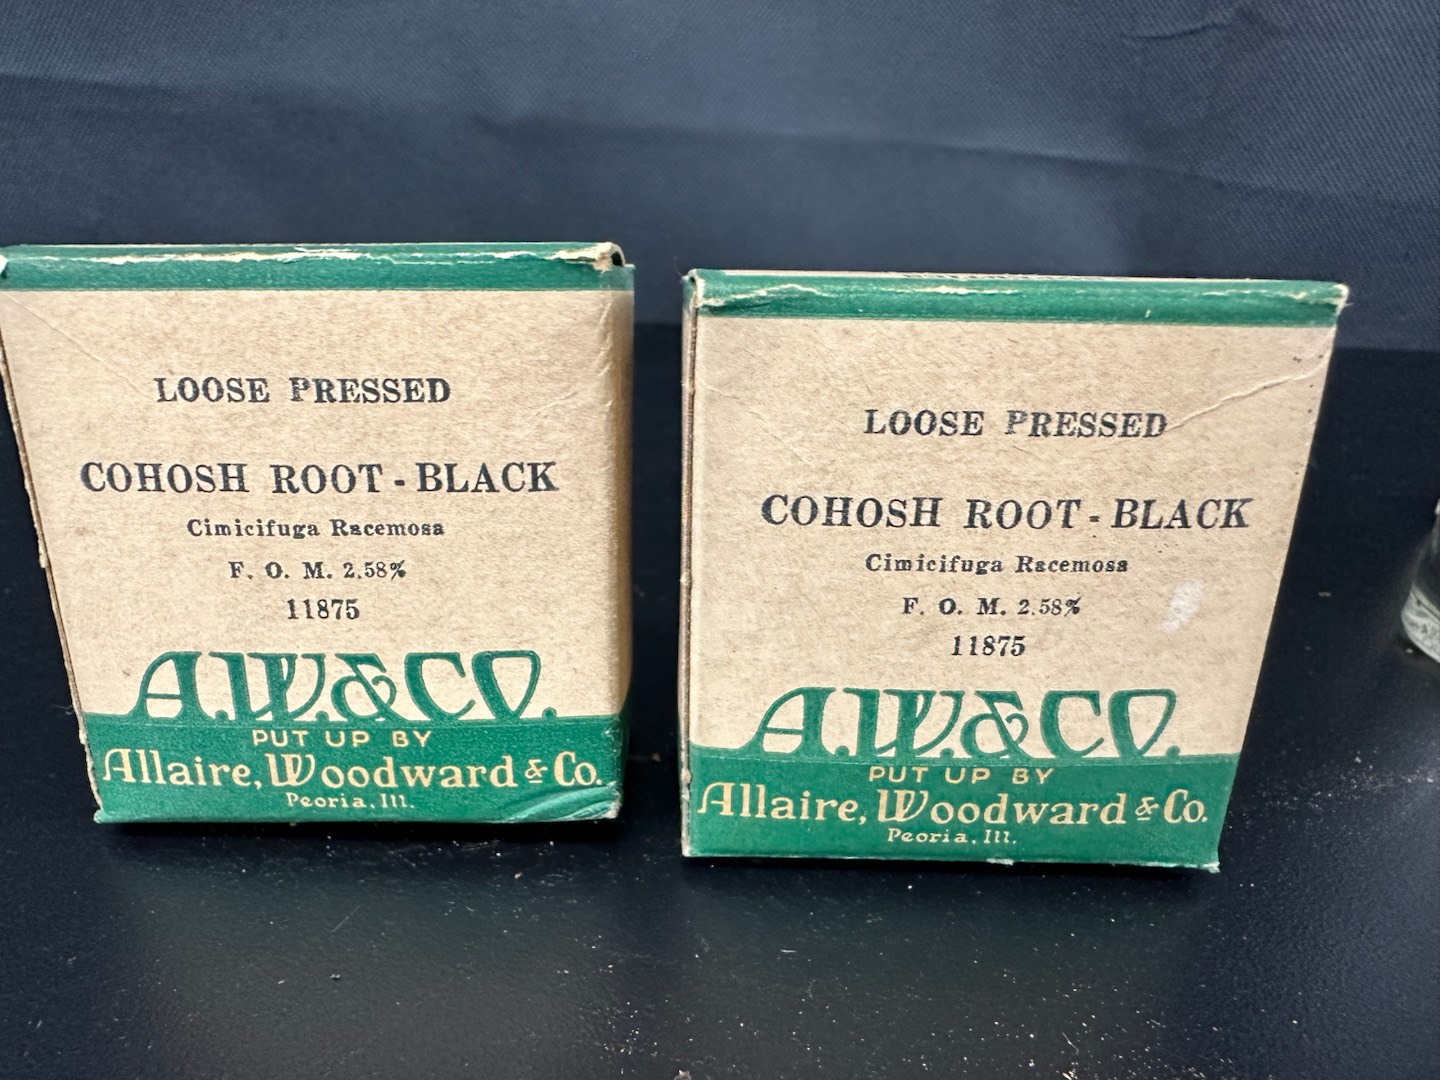 LOOSE PRESSED
COHOSH ROOT - BLACK
Cimicifuga Racemosa
F. O. M. 2.58%
11875
A.W.& CO.
PUT UP BY
Allaire, Woodward & Co.
Peoria, Ill.
LOOSE PRESSED
COHOSH ROOT - BLACK
Cimicifuga Racemosa
F. O. M. 2.58%
11875
A.W.& CO.
PUT UP BY
Allaire, Woodward & Co.
Peoria, Ill.